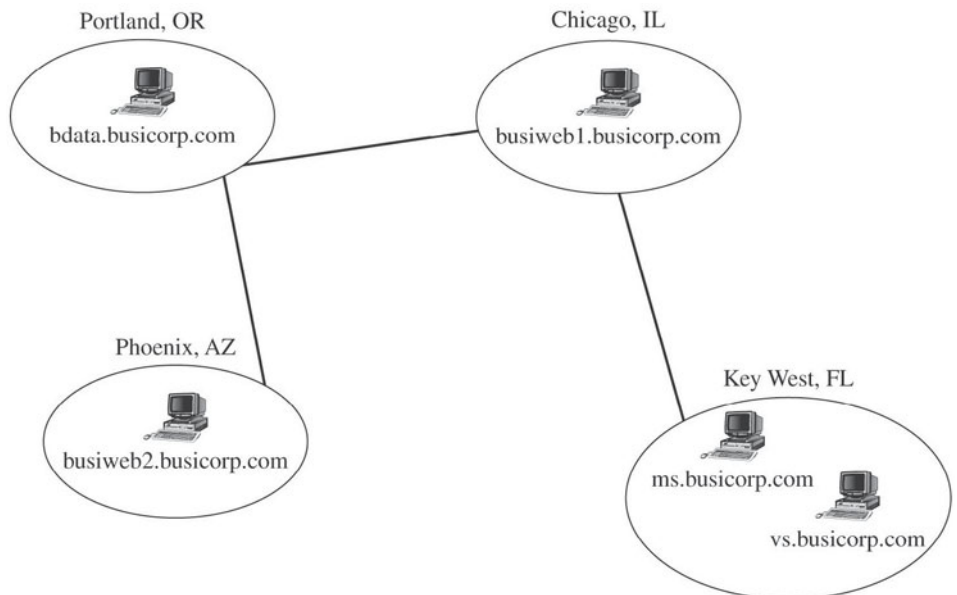 Portland, OR
bdata.busicorp.com
Chicago, IL
busiweb1.busicorp.com
Phoenix, AZ
busiweb2.busicorp.com
Key West, FL
ms.busicorp.com
vs.busicorp.com